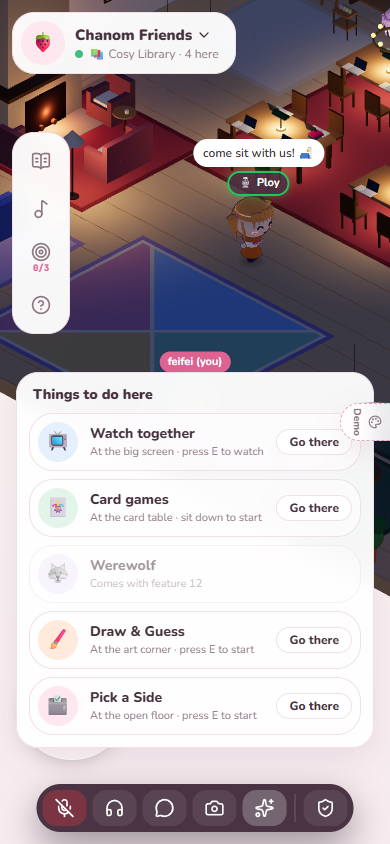 Chanom Friends
Cosy Library · 4 here
come sit with us!
Ploy
0/3
feifei (you)
Things to do here
Demo
Watch together
At the big screen · press E to watch
Go there
Card games
At the card table · sit down to start
Go there
Werewolf
Comes with feature 12
Draw & Guess
At the art corner · press E to start
Go there
Pick a Side
At the open floor · press E to start
Go there